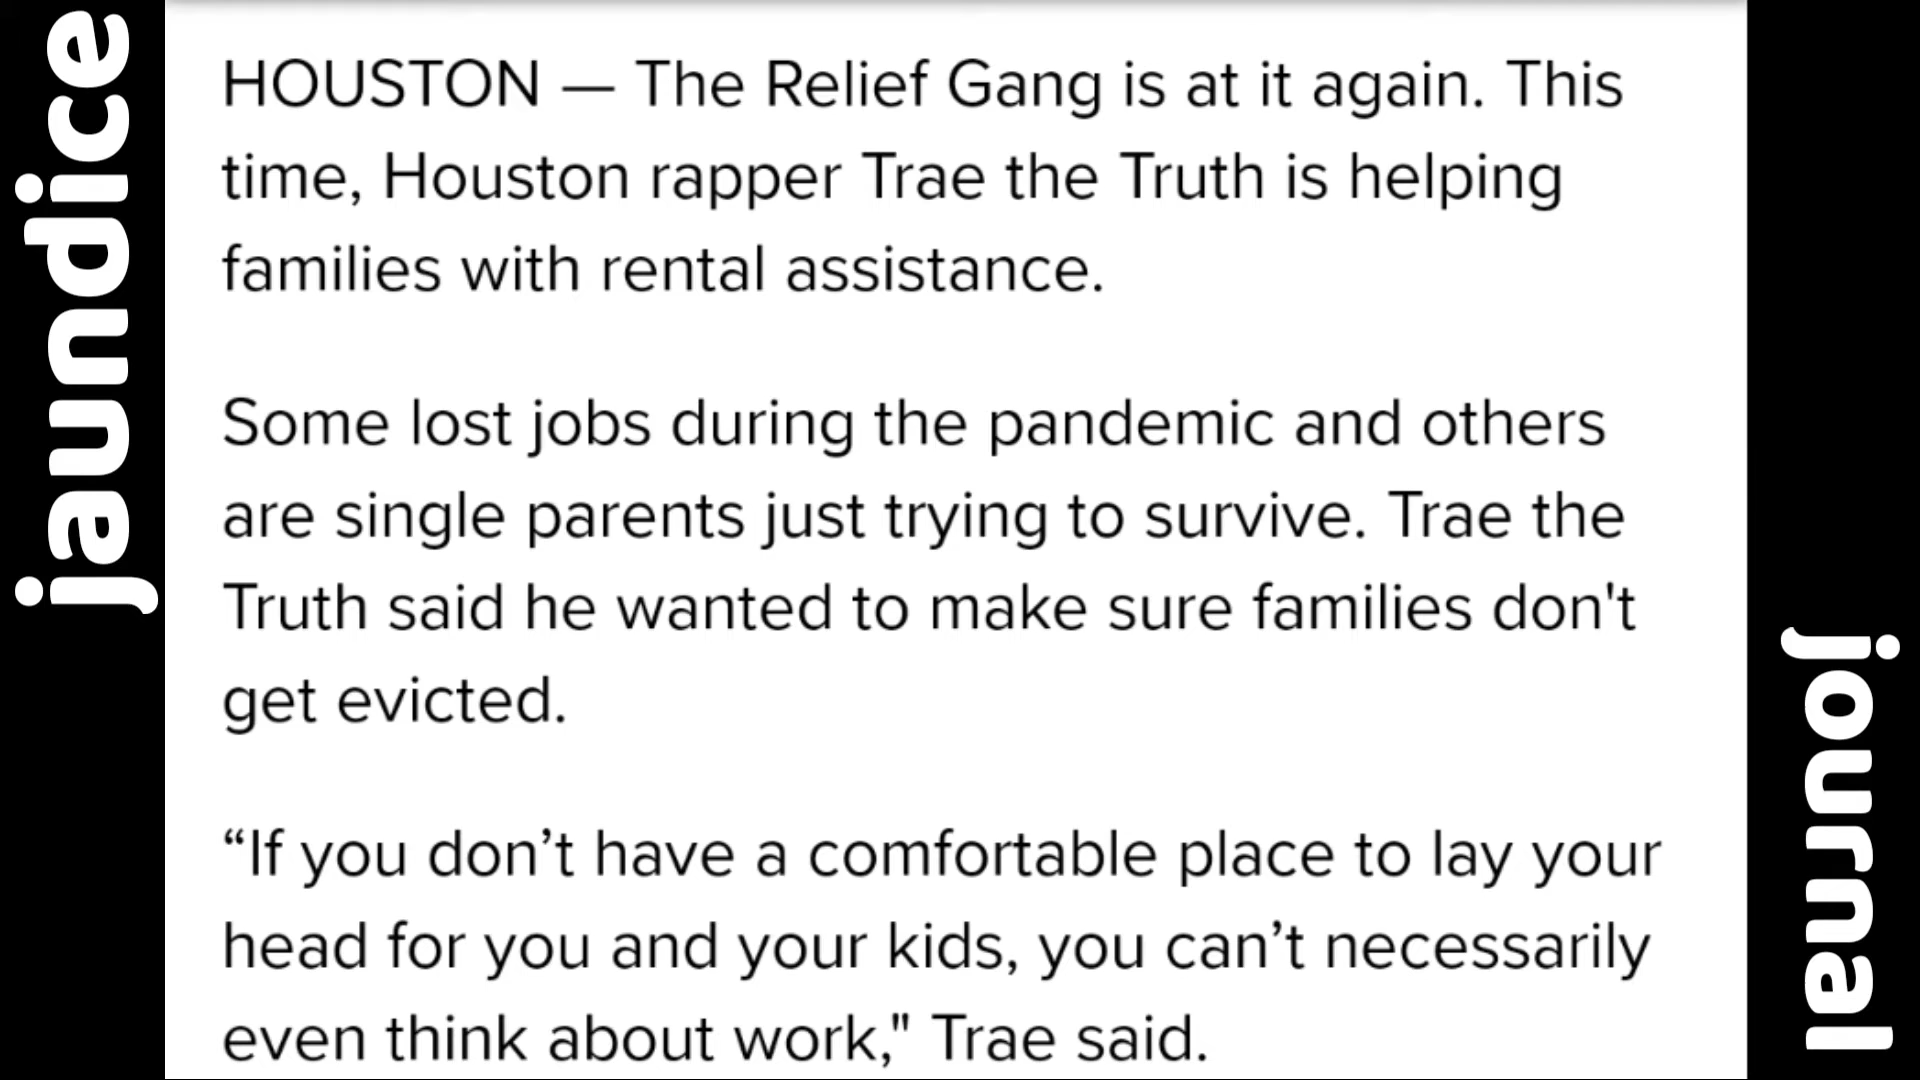 jaundice
HOUSTON — The Relief Gang is at it again. This
time, Houston rapper Trae the Truth is helping
families with rental assistance.
Some lost jobs during the pandemic and others
are single parents just trying to survive. Trae the
Truth said he wanted to make sure families don't
get evicted.
“If you don’t have a comfortable place to lay your
head for you and your kids, you can’t necessarily
even think about work," Trae said.
journal